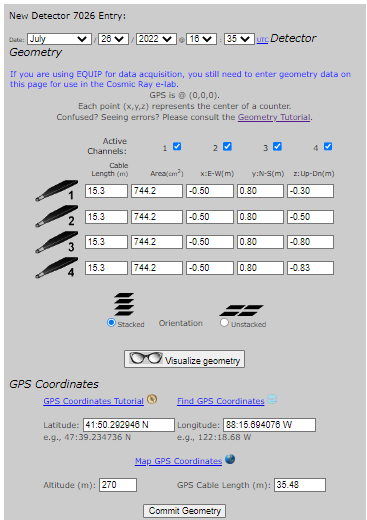 New Detector 7026 Entry:
Date: July / 26 / 2022 @ 16 : 35 UTC Detector
Geometry
If you are using EQUIP for data acquisition, you still need to enter geometry data on
this page for use in the Cosmic Ray e-lab.
GPS is @ (0,0,0).
Each point (x,y,z) represents the center of a counter.
Confused? Seeing errors? Please consult the Geometry Tutorial.
Active Channels: 1 2 3 4
Cable Length (m) Area(cm²) x:E-W(m) y:N-S(m) z:Up-Dn(m)
1 15.3 744.2 -0.50 0.80 -0.30
2 15.3 744.2 -0.50 0.80 -0.50
3 15.3 744.2 -0.50 0.80 -0.80
4 15.3 744.2 -0.50 0.80 -0.83
Stacked Orientation Unstacked
Visualize geometry
GPS Coordinates
GPS Coordinates Tutorial Find GPS Coordinates
Latitude: 41:50.292946 N Longitude: 88:15.694076 W
e.g., 47:39.234736 N e.g., 122:18.68 W
Map GPS Coordinates
Altitude (m): 270 GPS Cable Length (m): 35.48
Commit Geometry